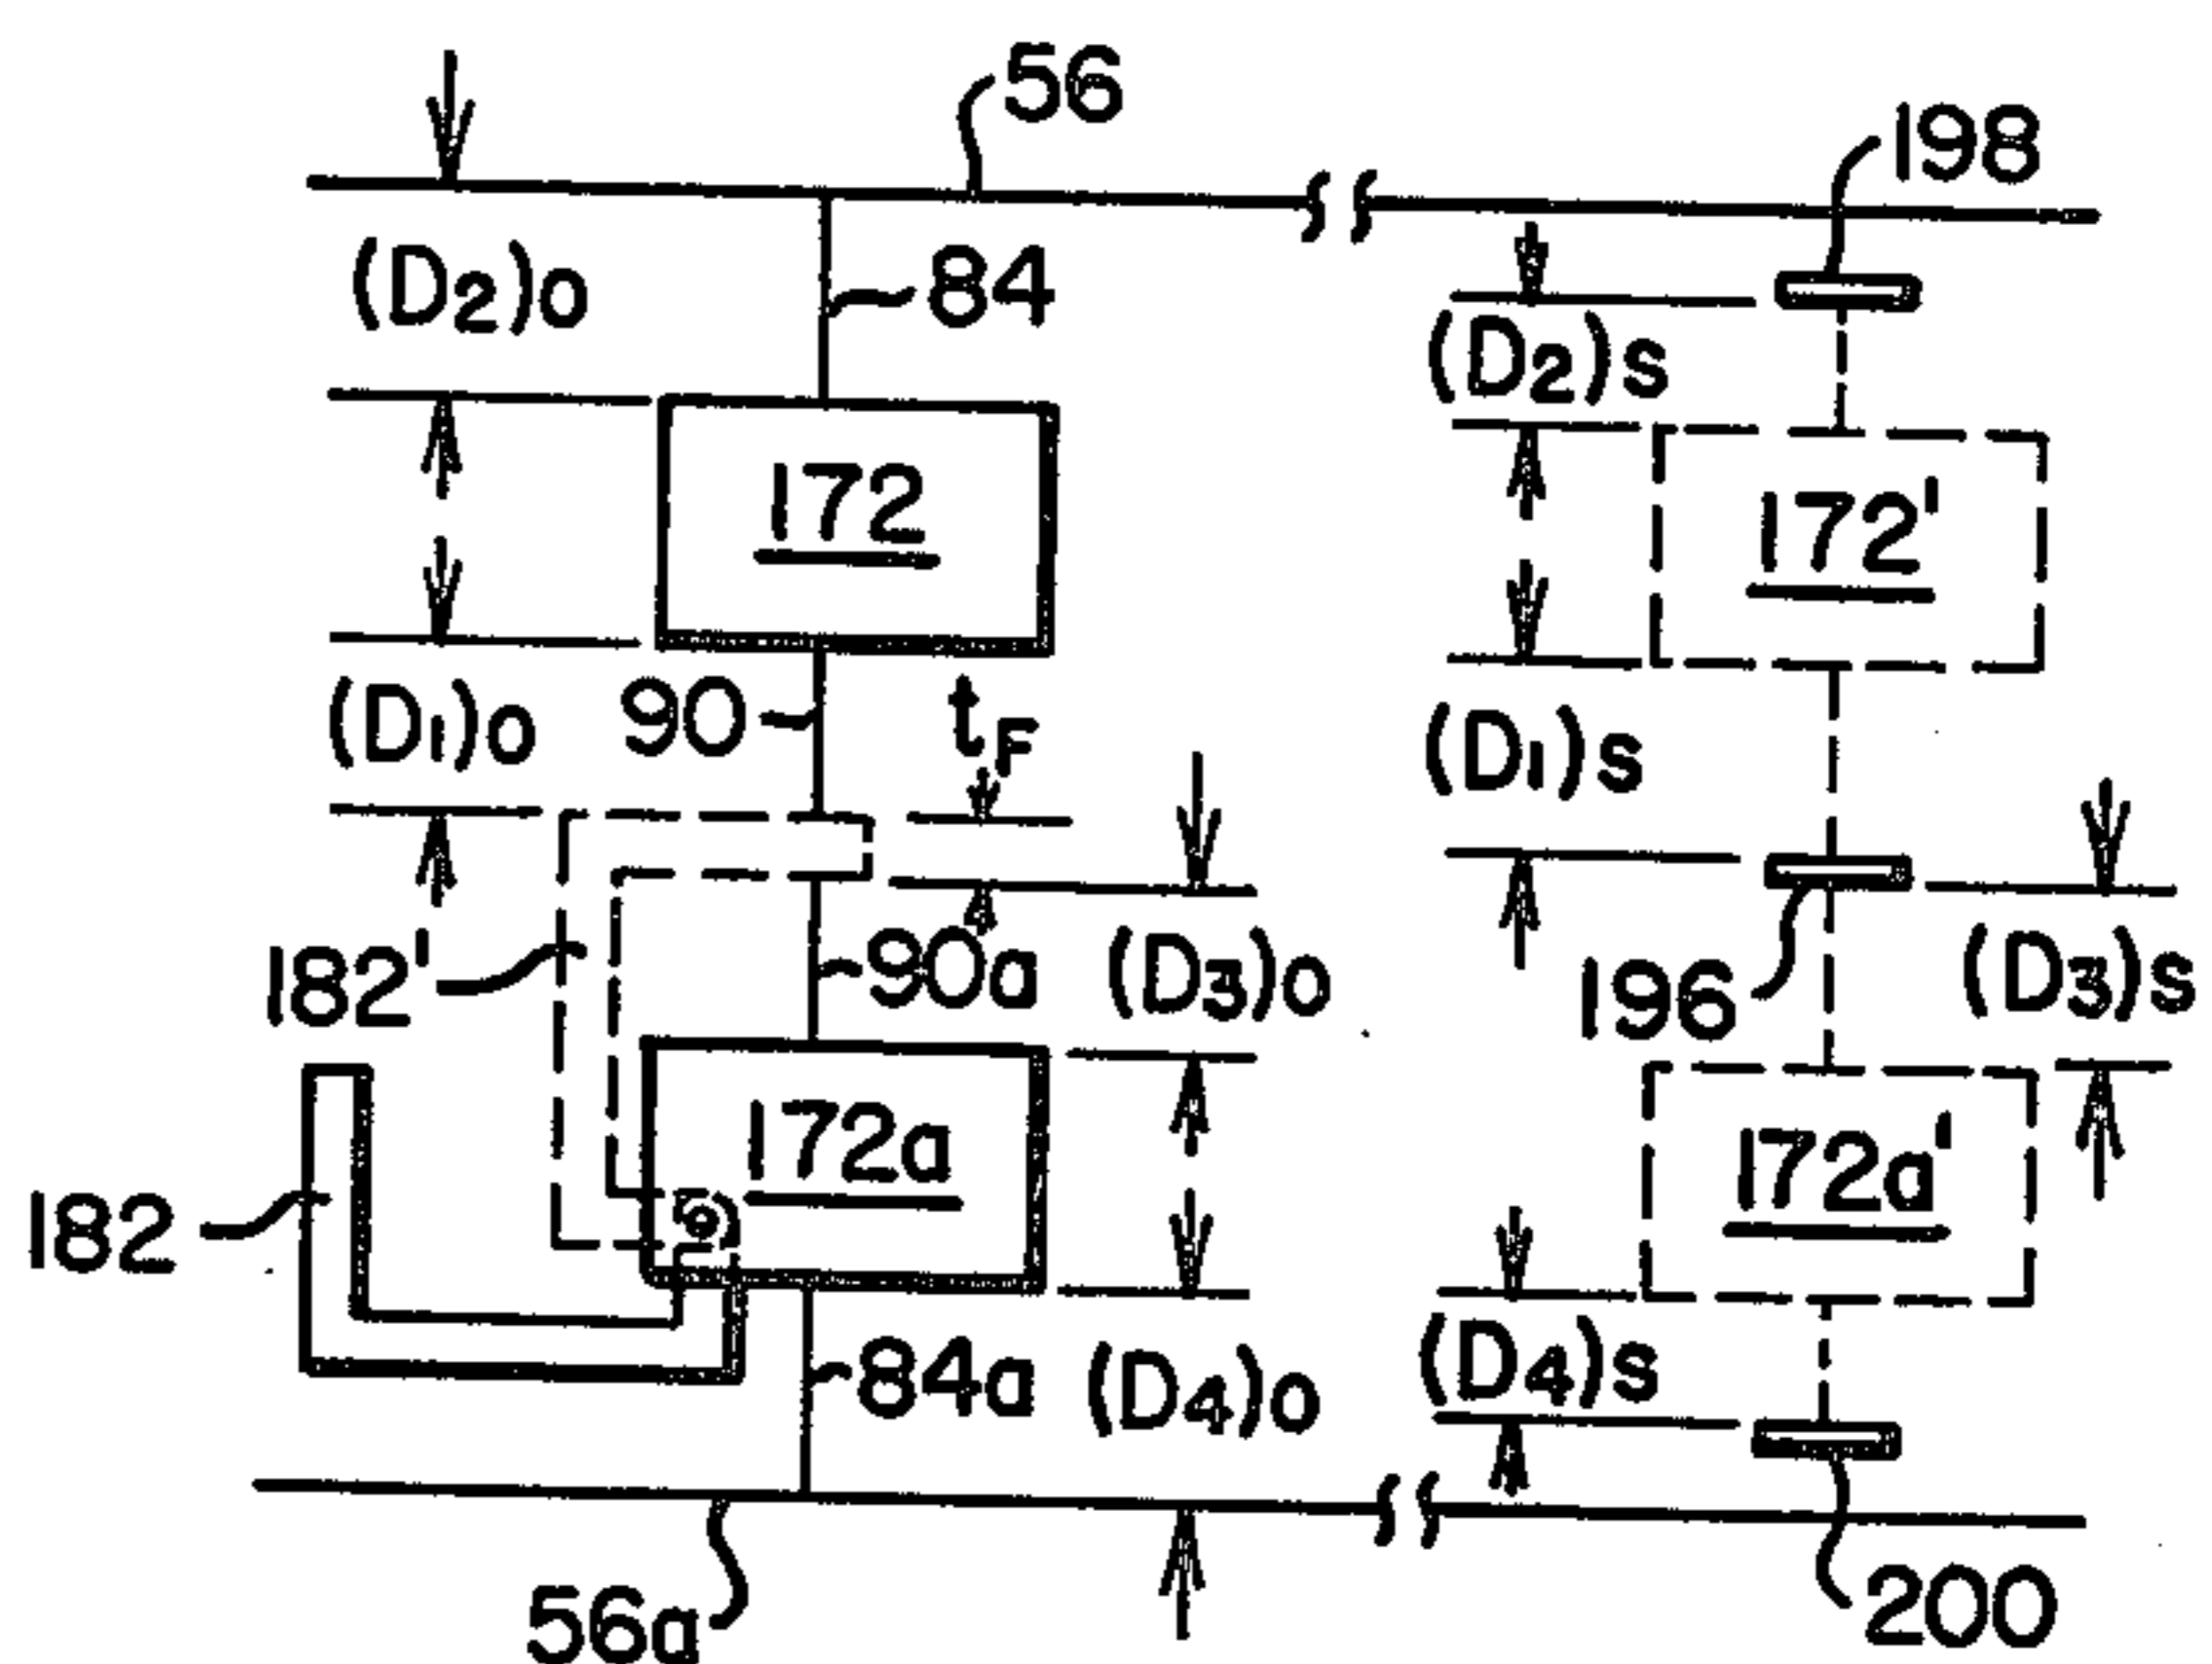 56
198
(D2)o
84
(D2)s
172
172'
(D1)o
90
tF
(D1)s
182'
90a
(D3)o
196
(D3)s
172a
172a'
182
84a
(D4)o
(D4)s
56a
200